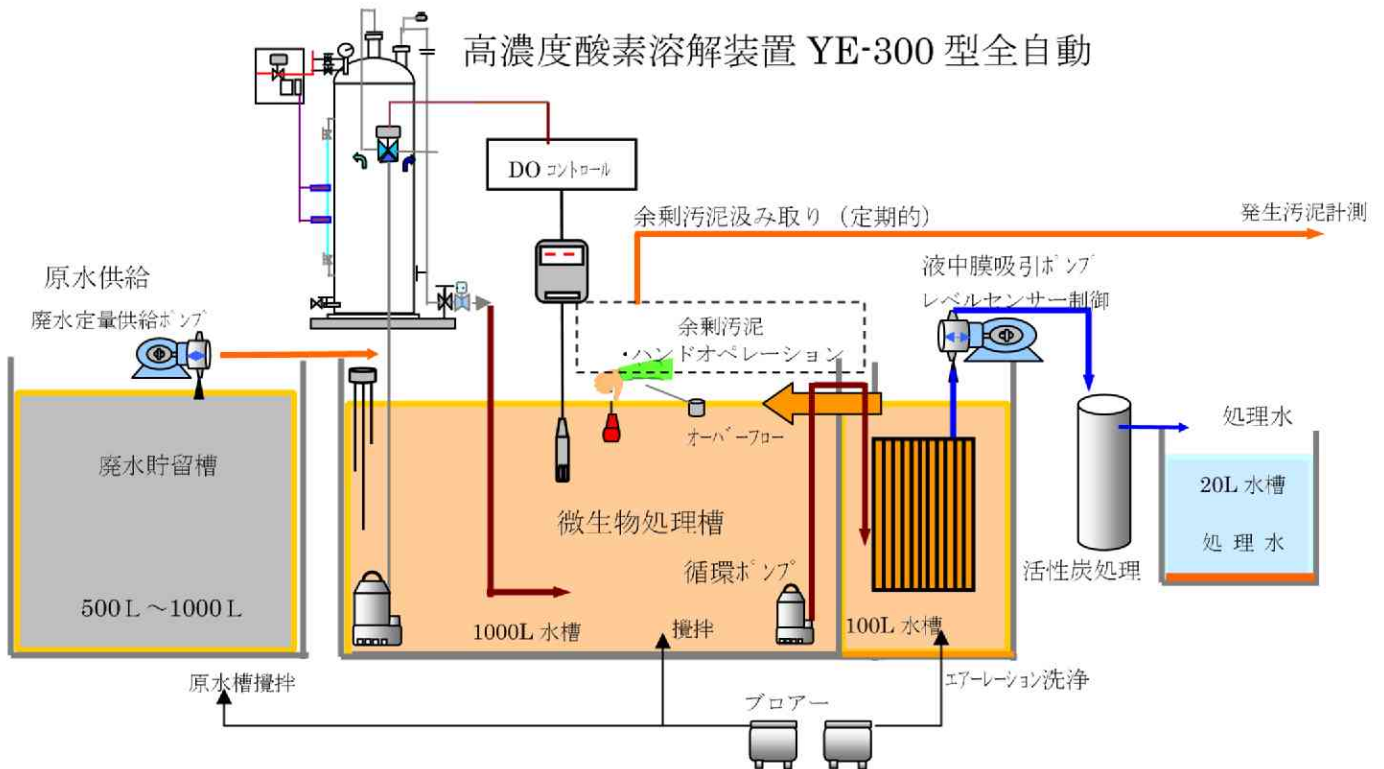 高濃度酸素溶解装置 YE-300 型全自動
DO コントロール
余剰汚泥汲み取り（定期的）
発生汚泥計測
原水供給
廃水定量供給ポンプ
液中膜吸引ポンプ
レベルセンサー制御
余剰汚泥
・ハンドオペレーション
オーバーフロー
廃水貯留槽
500L～1000L
微生物処理槽
循環ポンプ
1000L 水槽
攪拌
100L 水槽
活性炭処理
処理水
20L 水槽
処 理 水
原水槽攪拌
エアーレーション洗浄
ブロアー